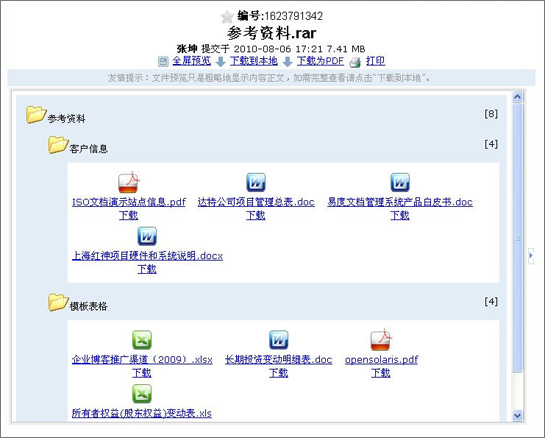 编号:1623791342
参考资料.rar
张坤 提交于 2010-08-06 17:21 7.41 MB
全屏预览 下载到本地 下载为PDF 打印
友情提示：文件预览只是粗略地显示内容正文，如需完整查看请点击“下载到本地”。
参考资料 [8]
客户信息 [4]
ISO文档演示站点信息.pdf 达特公司项目管理总表.doc 易度文档管理系统产品白皮书.doc
下载 下载 下载
上海红神项目硬件和系统说明.docx
下载
模板表格 [4]
企业博客推广渠道（2009）.xlsx 长期投资变动明细表.doc opensolaris.pdf
下载 下载 下载
所有者权益(股东权益)变动表.xls